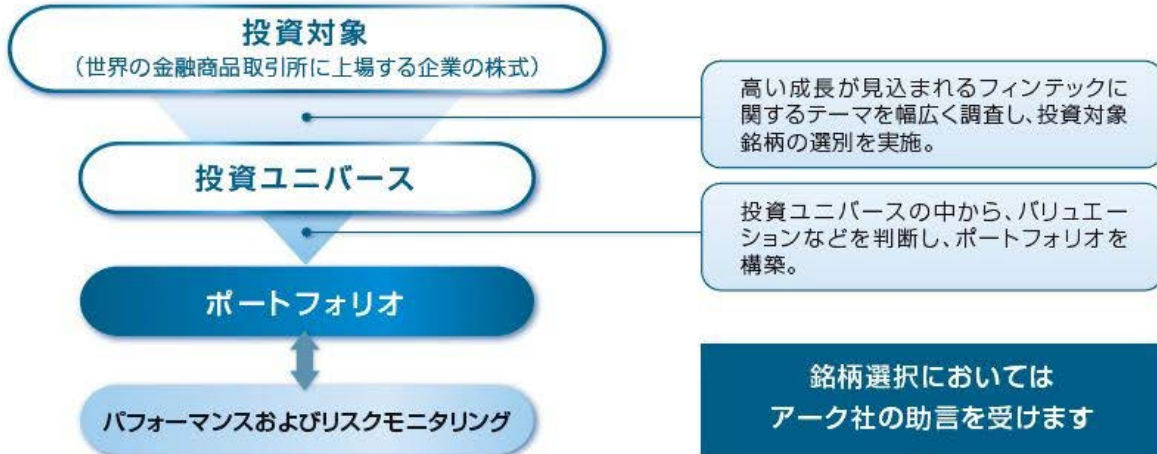 投資対象
（世界の金融商品取引所に上場する企業の株式）
高い成長が見込まれるフィンテックに
関するテーマを幅広く調査し、投資対象
銘柄の選別を実施。
投資ユニバース
投資ユニバースの中から、バリュエー
ションなどを判断し、ポートフォリオを
構築。
ポートフォリオ
パフォーマンスおよびリスクモニタリング
銘柄選択においては
アーク社の助言を受けます